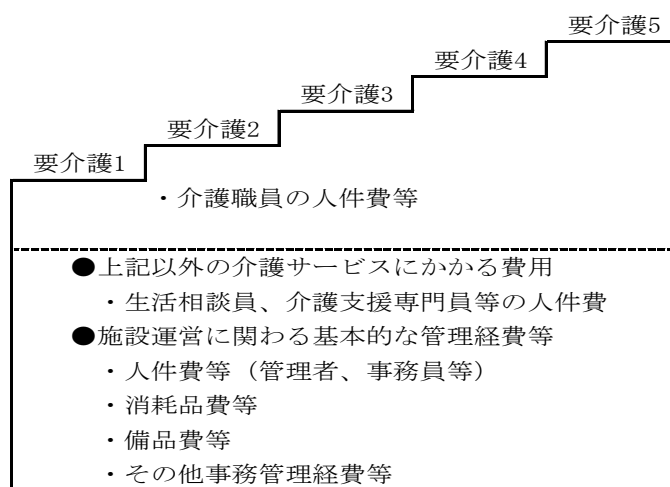 要介護5
要介護4
要介護3
要介護2
要介護1
・介護職員の人件費等
●上記以外の介護サービスにかかる費用
・生活相談員、介護支援専門員等の人件費
●施設運営に関わる基本的な管理経費等
・人件費等（管理者、事務員等）
・消耗品費等
・備品費等
・その他事務管理経費等